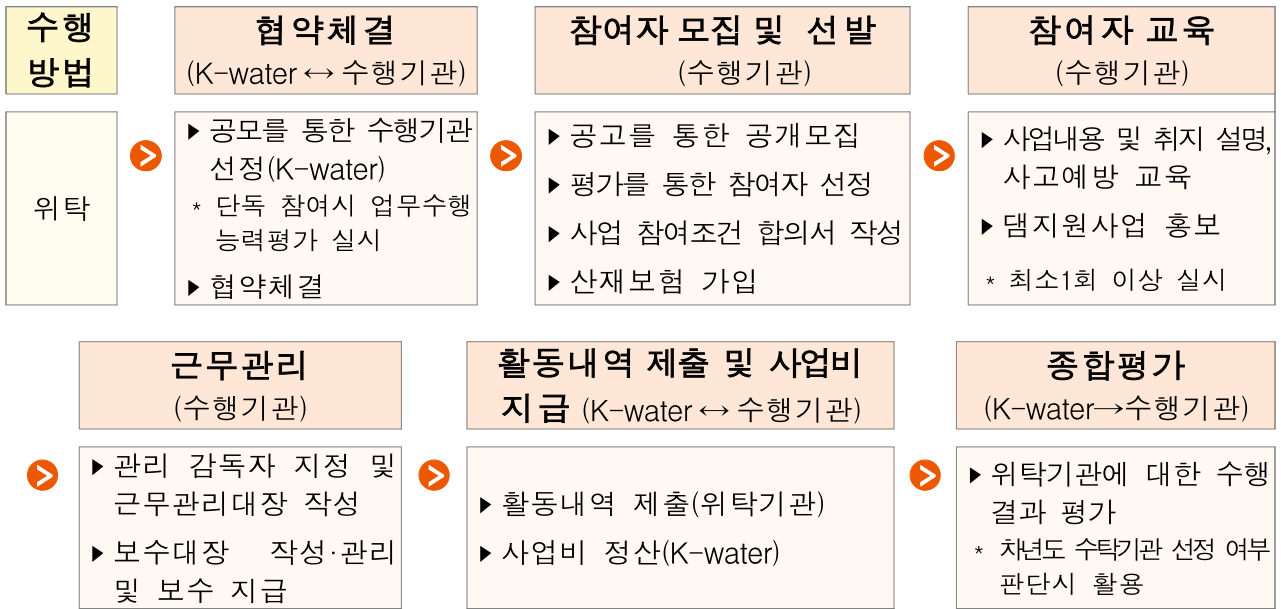 수행
방법
협약체결
(K-water ↔ 수행기관)
참여자 모집 및 선발
(수행기관)
참여자 교육
(수행기관)
위탁
▶ 공모를 통한 수행기관
선정(K-water)
* 단독 참여시 업무수행
능력평가 실시
▶ 협약체결
▶ 공고를 통한 공개모집
▶ 평가를 통한 참여자 선정
▶ 사업 참여조건 합의서 작성
▶ 산재보험 가입
▶ 사업내용 및 취지 설명,
사고예방 교육
▶ 댐지원사업 홍보
* 최소1회 이상 실시
근무관리
(수행기관)
활동내역 제출 및 사업비
지급 (K-water ↔ 수행기관)
종합평가
(K-water→수행기관)
▶ 관리 감독자 지정 및
근무관리대장 작성
▶ 보수대장 작성·관리
및 보수 지급
▶ 활동내역 제출(위탁기관)
▶ 사업비 정산(K-water)
▶ 위탁기관에 대한 수행
결과 평가
* 차년도 수탁기관 선정 여부
판단시 활용